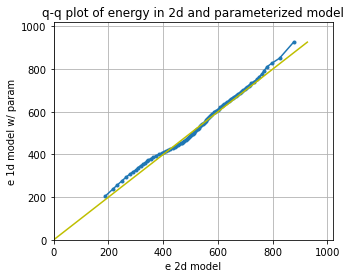 q-q plot of energy in 2d and parameterized model
1000
800
600
400
200
0
e 1d model w/ param
0 200 400 600 800 1000
e 2d model